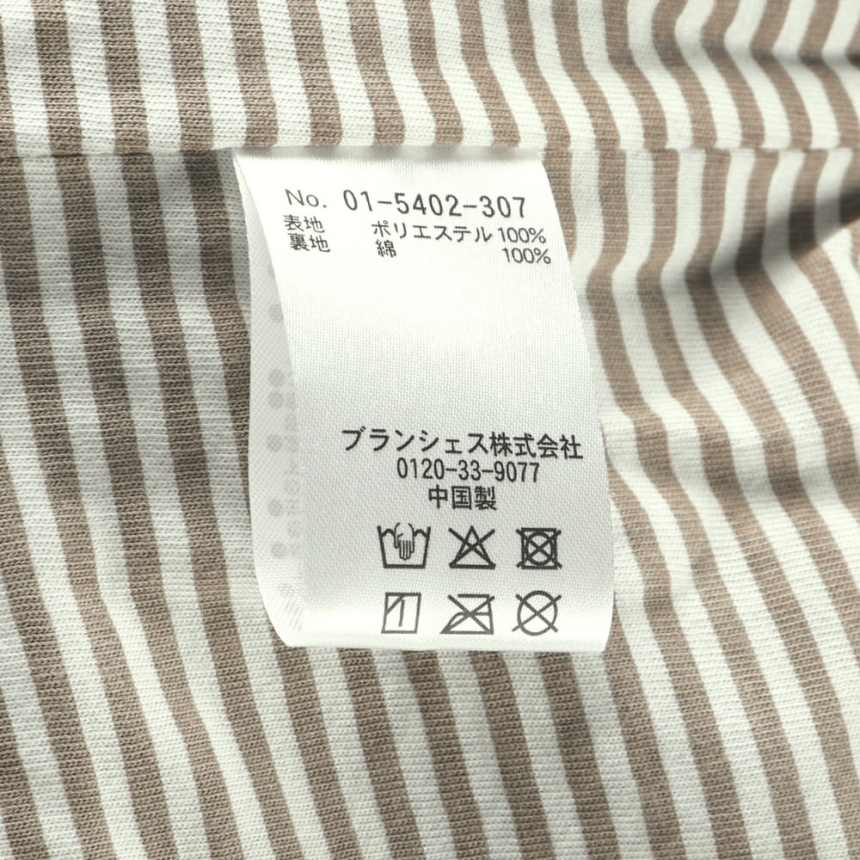 No. 01-5402-307
表地 ポリエステル 100%
裏地 綿 100%
ブランシェス株式会社
0120-33-9077
中国製